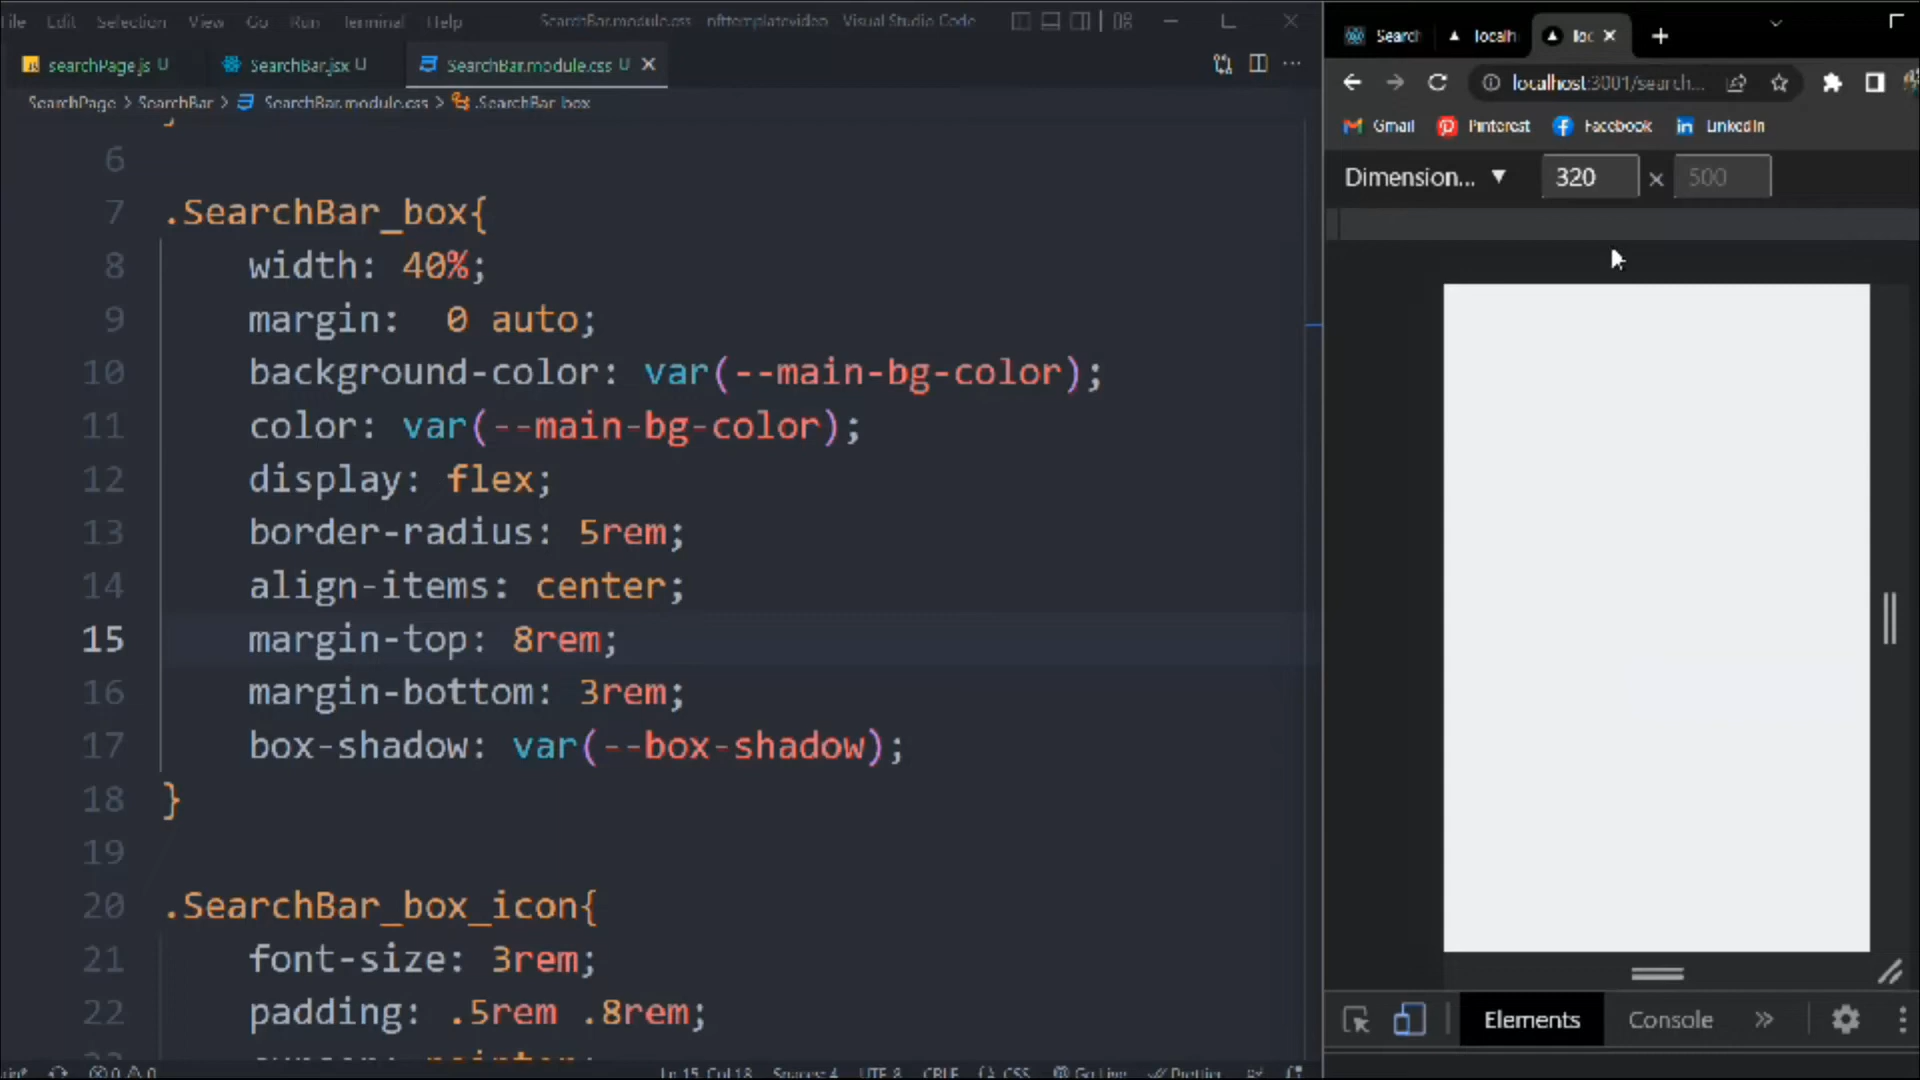 File Edit Selection View Go Run Terminal Help SearchBar.module.css - nfttemplatevideo - Visual Studio Code
searchPage.js U SearchBar.jsx U SearchBar.module.css U
SearchPage > SearchBar > SearchBar.module.css > .SearchBar_box
}
6
7 .SearchBar_box{
8 width: 40%;
9 margin:  0 auto;
10 background-color: var(--main-bg-color);
11 color: var(--main-bg-color);
12 display: flex;
13 border-radius: 5rem;
14 align-items: center;
15 margin-top: 8rem;
16 margin-bottom: 3rem;
17 box-shadow: var(--box-shadow);
18 }
19
20 .SearchBar_box_icon{
21 font-size: 3rem;
22 padding: .5rem .8rem;
23 cursor: pointer;
0 0 Ln 15, Col 18 Spaces: 4 UTF-8 CRLF CSS Go Live Prettier
Search localh loc
localhost:3001/search...
Gmail Pinterest Facebook LinkedIn
Dimension... ▼ 320 × 500
Elements Console »